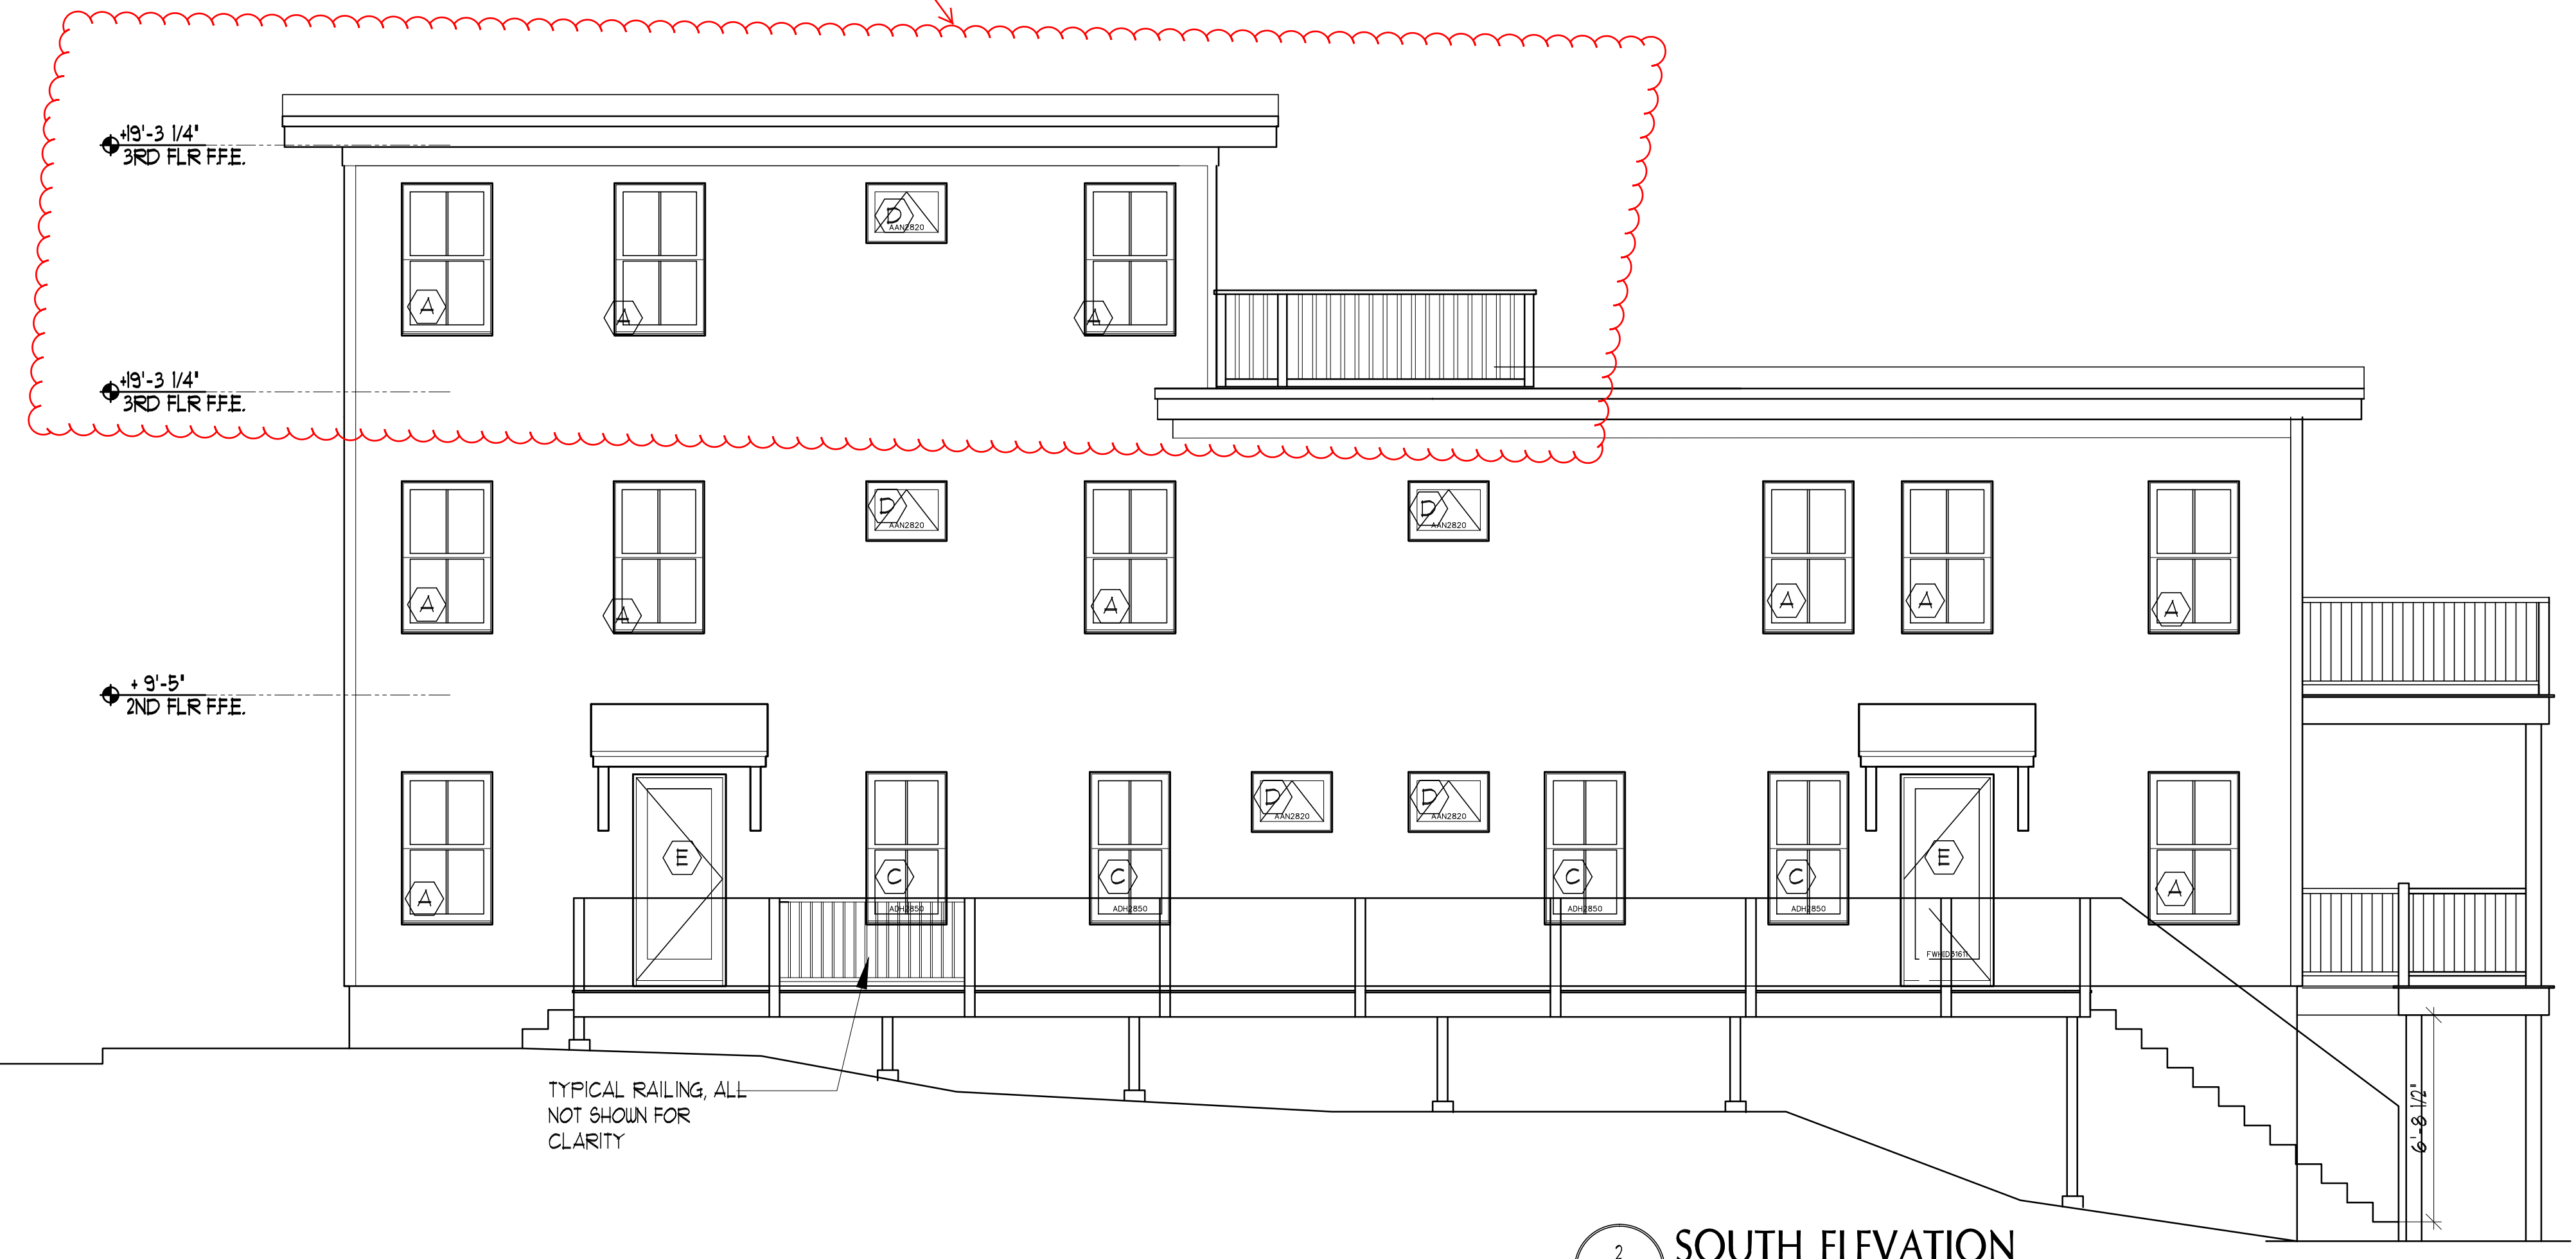 +19'-3 1/4"
3RD FLR F.F.E.
D
AAN2820
A
A
A
+19'-3 1/4"
3RD FLR F.F.E.
D
AAN2820
D
AAN2820
A
A
A
A
A
A
+ 9'-5"
2ND FLR F.F.E.
D
AAN2820
D
AAN2820
E
E
C
C
C
C
A
A
ADH2850
ADH2850
ADH2850
ADH2850
TYPICAL RAILING, ALL
NOT SHOWN FOR
CLARITY
6'-8 1/2"
2
SOUTH ELEVATION